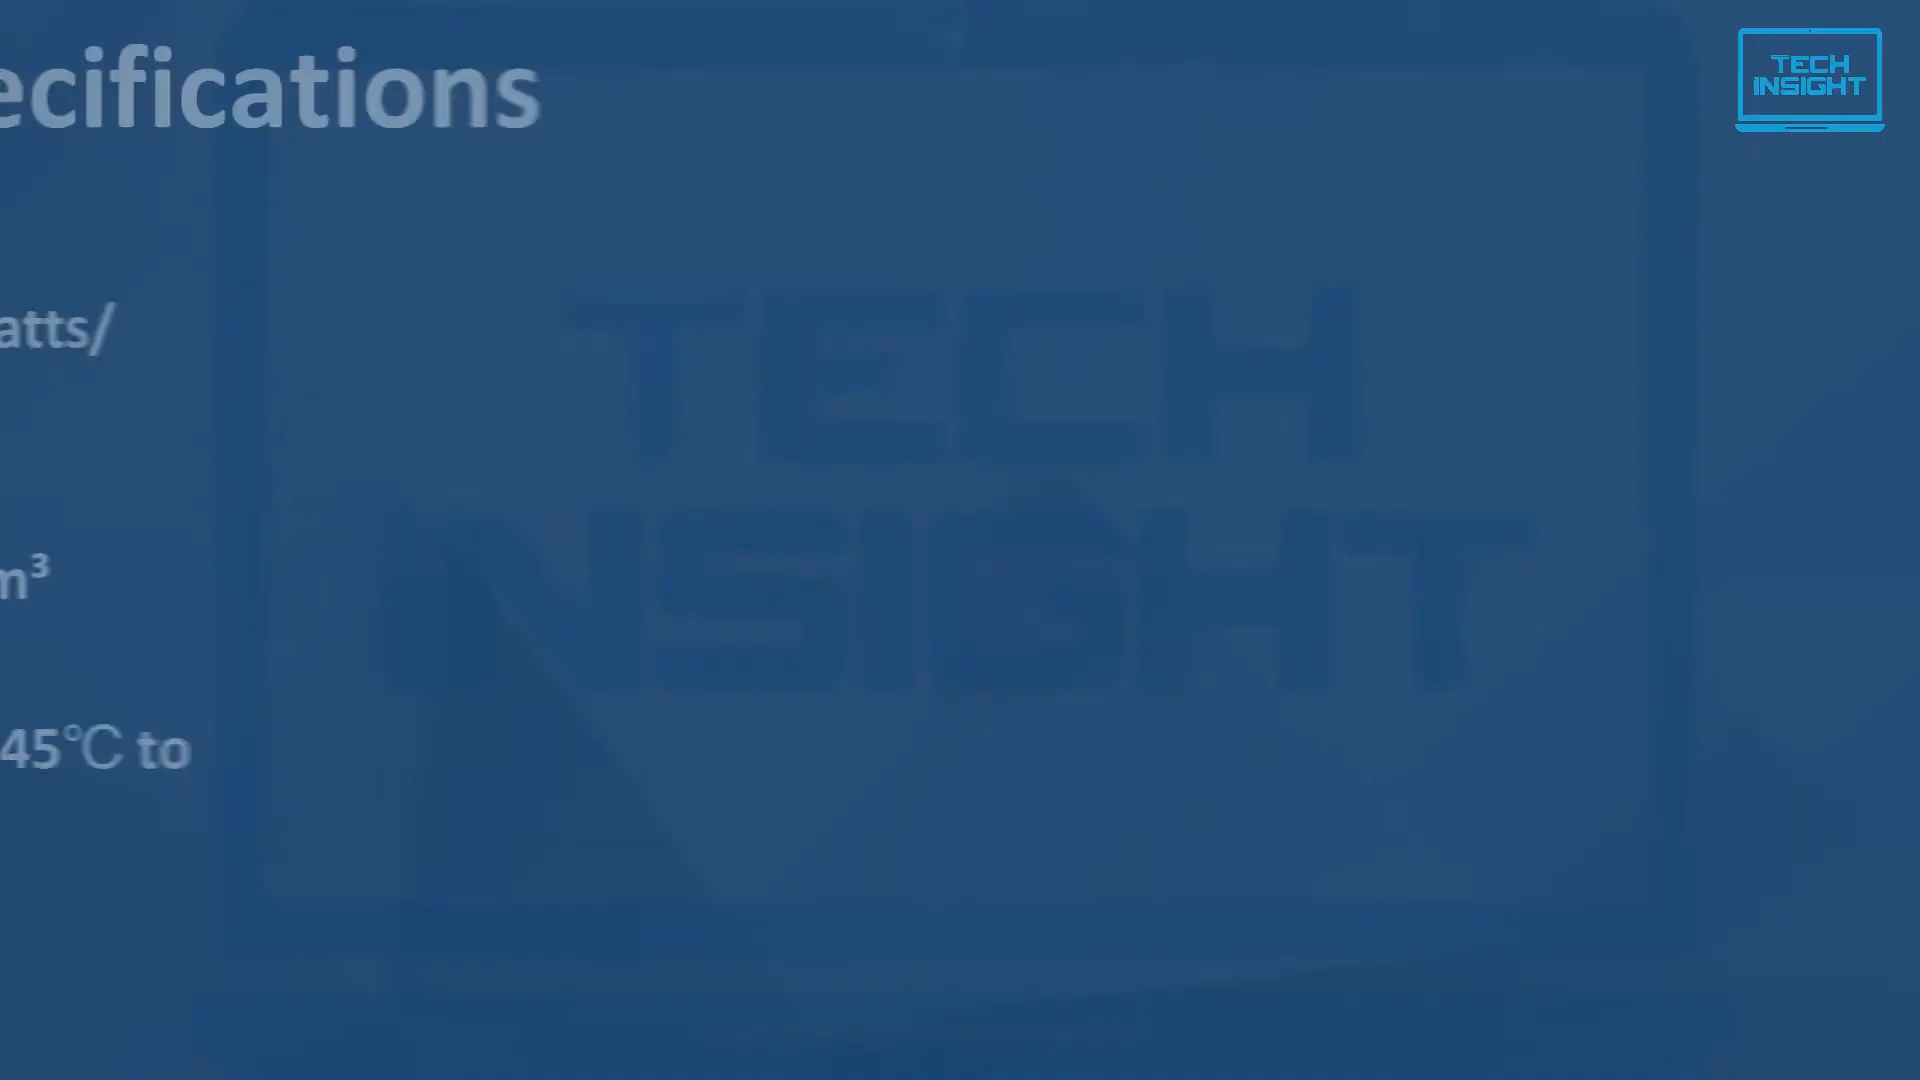 ecifications
TECH
INSIGHT
atts/
TECH
INSIGHT
m³
45℃ to